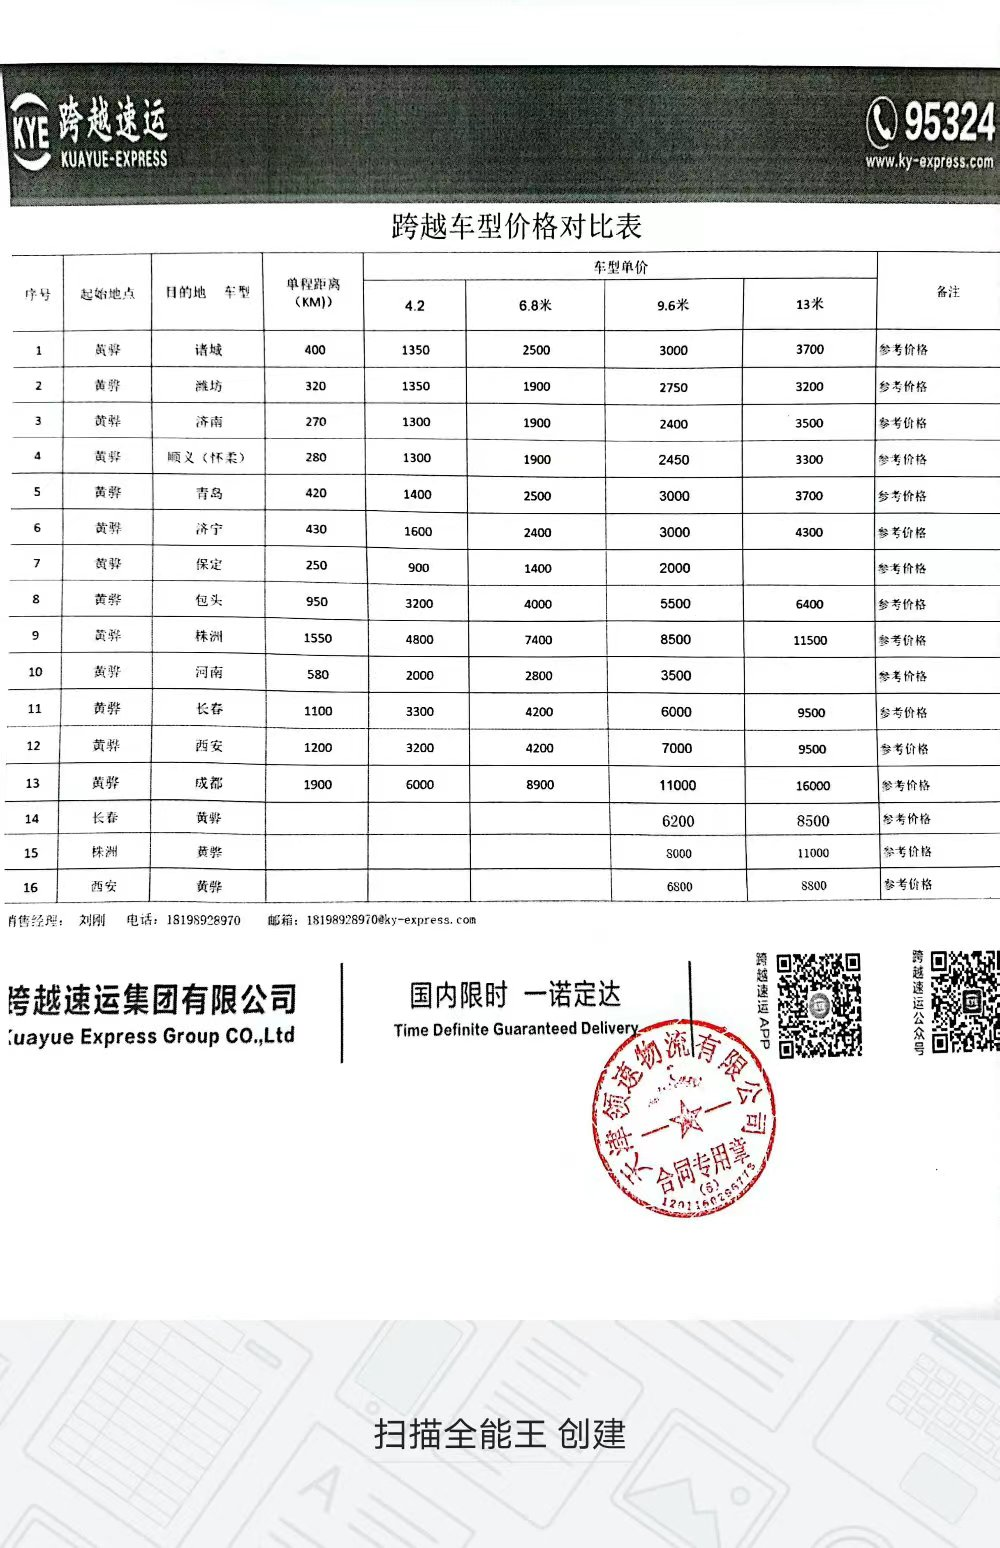 KYE 跨越速运
KUAYUE-EXPRESS
95324
www.ky-express.com
跨越车型价格对比表
序号 起始地点 目的地 车型 单程距离(KM)) 车型单价 备注
4.2 6.8米 9.6米 13米
1 黄骅 诸城 400 1350 2500 3000 3700 参考价格
2 黄骅 潍坊 320 1350 1900 2750 3200 参考价格
3 黄骅 济南 270 1300 1900 2400 3500 参考价格
4 黄骅 顺义（怀柔） 280 1300 1900 2450 3300 参考价格
5 黄骅 青岛 420 1400 2500 3000 3700 参考价格
6 黄骅 济宁 430 1600 2400 3000 4300 参考价格
7 黄骅 保定 250 900 1400 2000 参考价格
8 黄骅 包头 950 3200 4000 5500 6400 参考价格
9 黄骅 株洲 1550 4800 7400 8500 11500 参考价格
10 黄骅 河南 580 2000 2800 3500 参考价格
11 黄骅 长春 1100 3300 4200 6000 9500 参考价格
12 黄骅 西安 1200 3200 4200 7000 9500 参考价格
13 黄骅 成都 1900 6000 8900 11000 16000 参考价格
14 长春 黄骅 6200 8500 参考价格
15 株洲 黄骅 8000 11000 参考价格
16 西安 黄骅 6800 8800 参考价格
销售经理： 刘刚 电话：18198928970 邮箱：18198928970@ky-express.com
跨越速运集团有限公司
Kuayue Express Group CO.,Ltd
国内限时 一诺定达
Time Definite Guaranteed Delivery
跨越速运APP
跨越速运公众号
天津领速物流有限公司
合同专用章
(6)
扫描全能王 创建